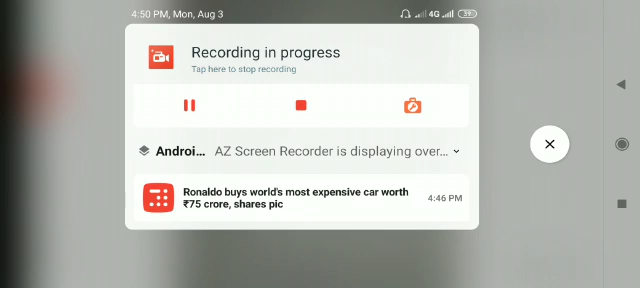 4:50 PM, Mon, Aug 3
4G 39
Recording in progress
Tap here to stop recording
Androi... AZ Screen Recorder is displaying over...
Ronaldo buys world's most expensive car worth
₹75 crore, shares pic
4:46 PM